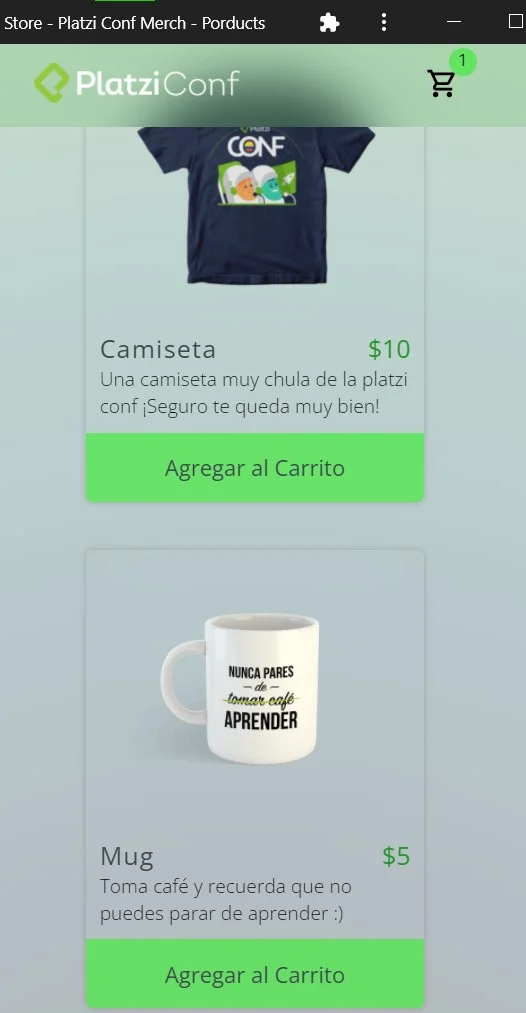 Store - Platzi Conf Merch - Porducts
PlatziConf
1
Platzi
CONF
Camiseta
$10
Una camiseta muy chula de la platzi
conf ¡Seguro te queda muy bien!
Agregar al Carrito
NUNCA PARES
de
tomar café
APRENDER
Mug
$5
Toma café y recuerda que no
puedes parar de aprender :)
Agregar al Carrito